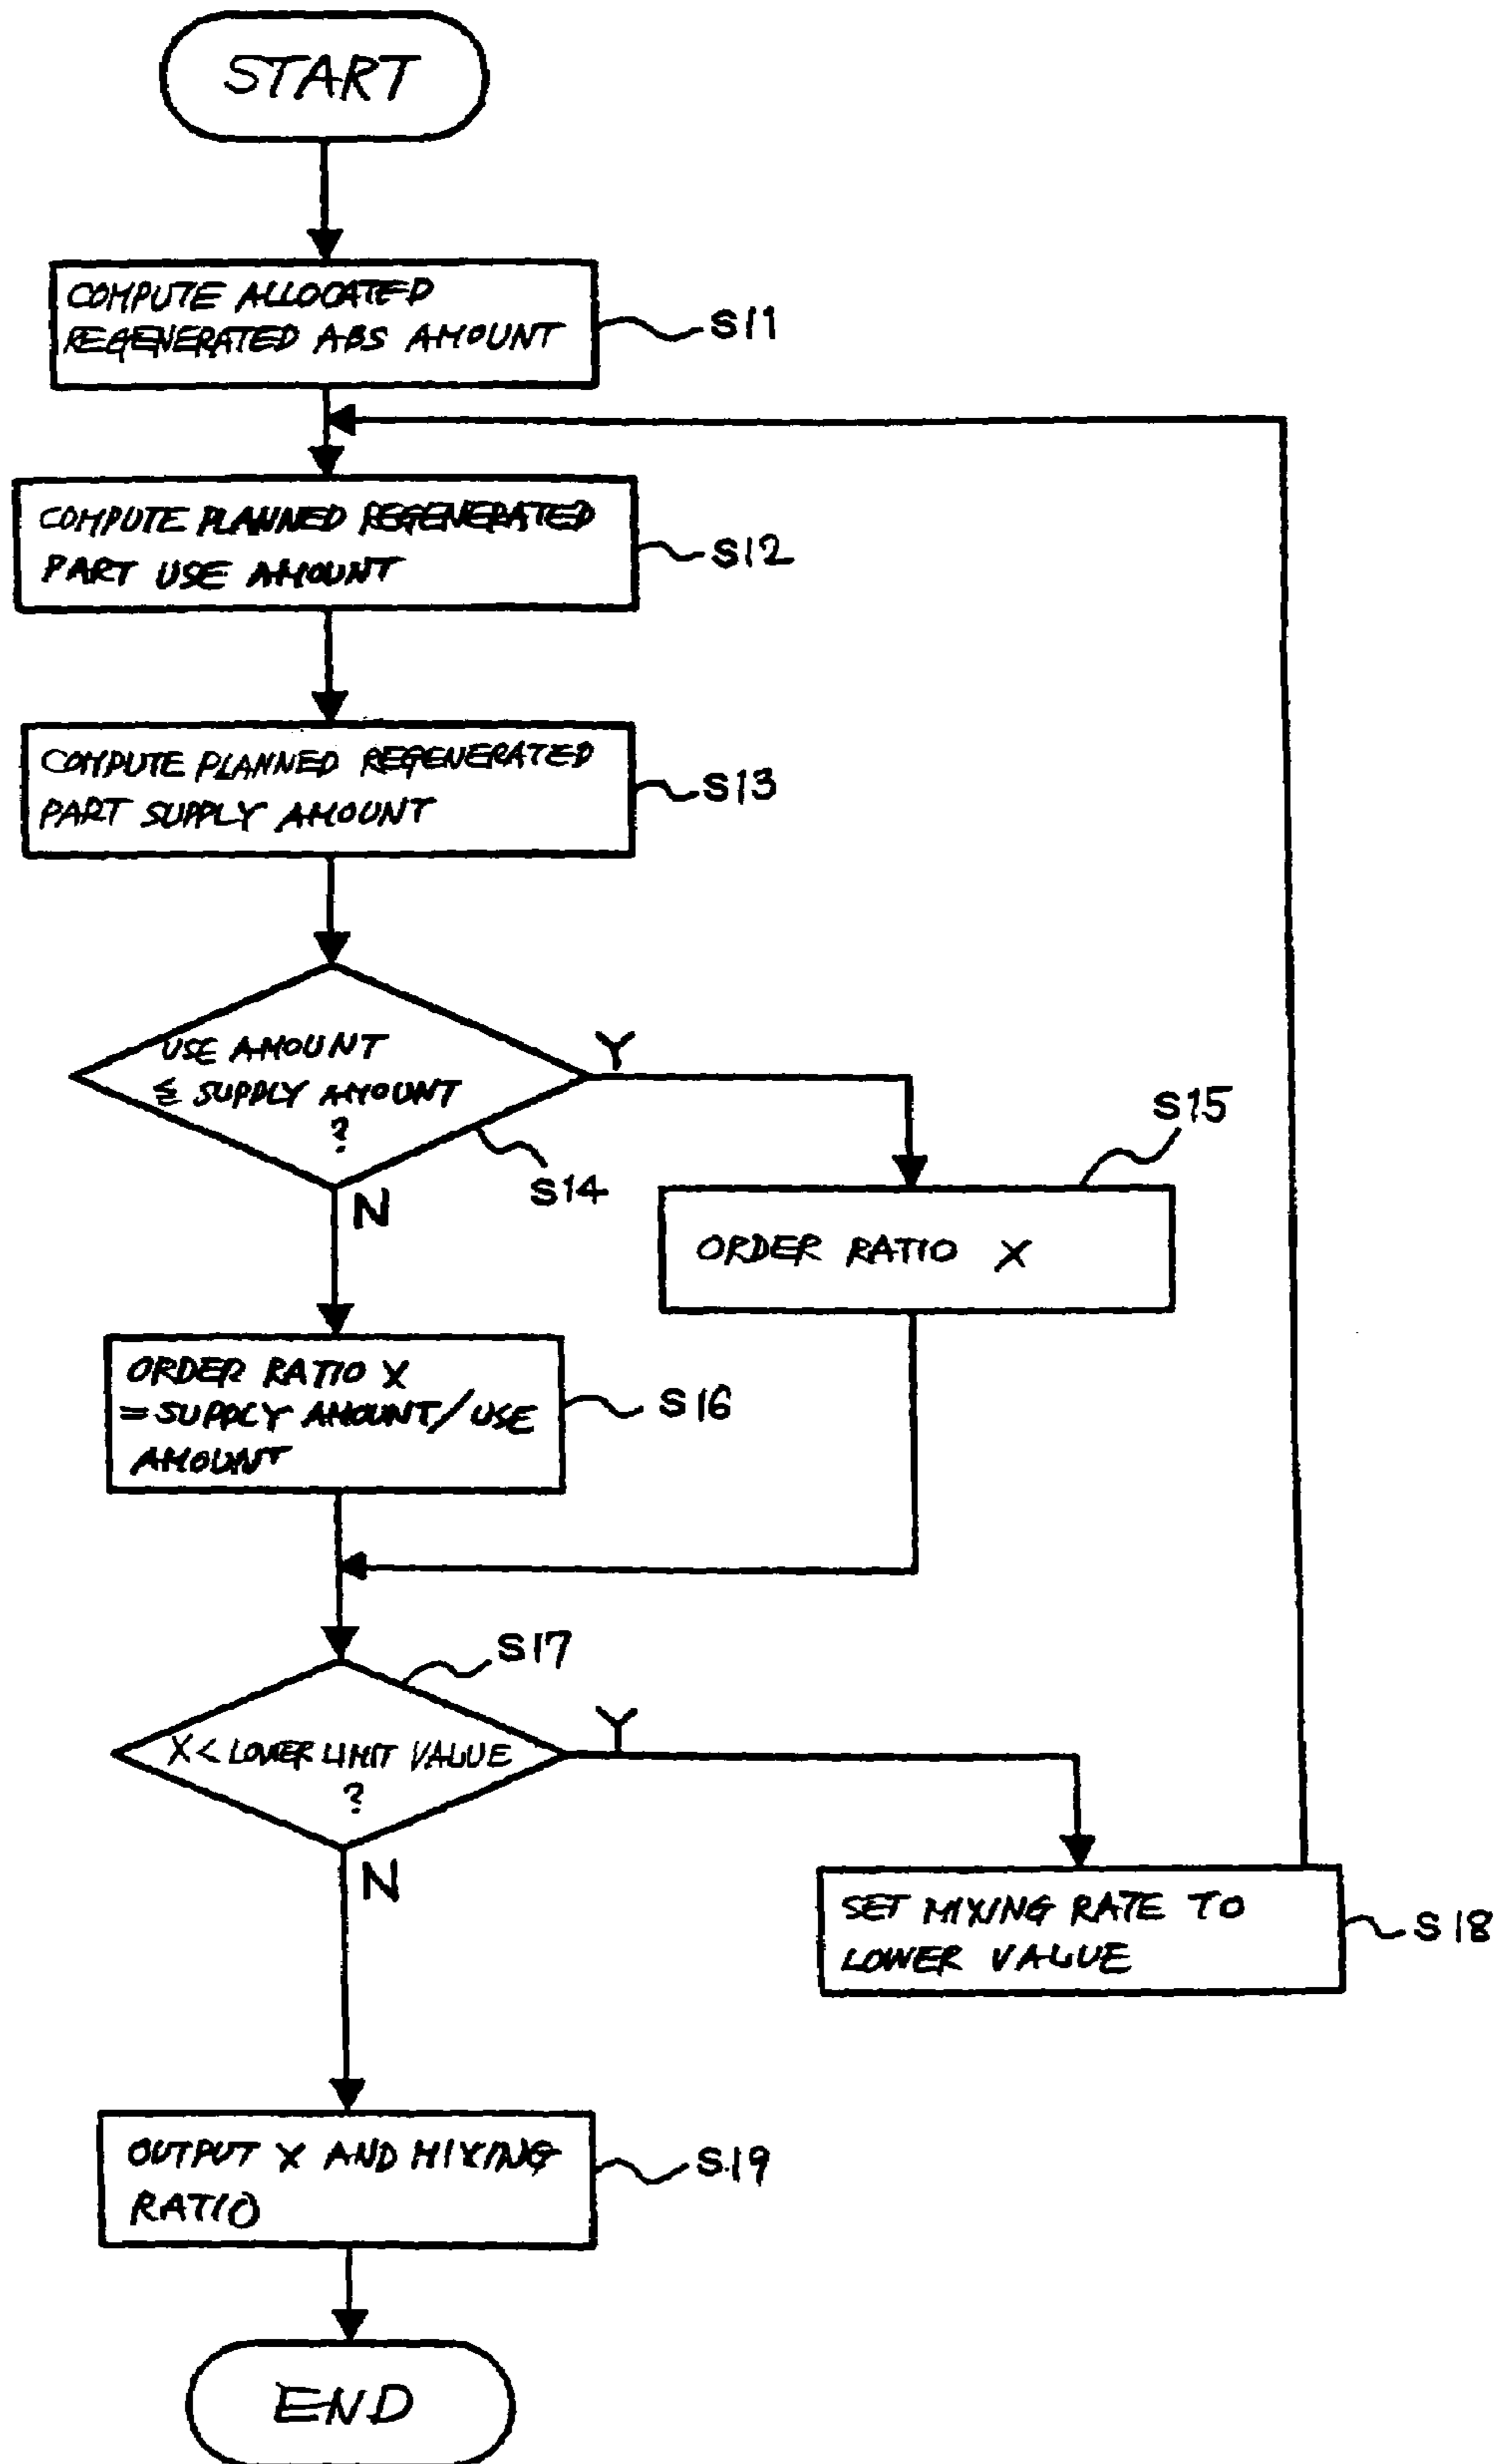 START
COMPUTE ALLOCATED
REGENERATED ABS AMOUNT
S11
COMPUTE PLANNED REGENERATED
PART USE AMOUNT
S12
COMPUTE PLANNED REGENERATED
PART SUPPLY AMOUNT
S13
USE AMOUNT
≦ SUPPLY AMOUNT
?
Y
S14
N
S15
ORDER RATIO X
ORDER RATIO X
=SUPPLY AMOUNT/USE
AMOUNT
S16
S17
X < LOWER LIMIT VALUE
?
Y
N
SET MIXING RATE TO
LOWER VALUE
S18
OUTPUT X AND MIXING
RATIO
S19
END